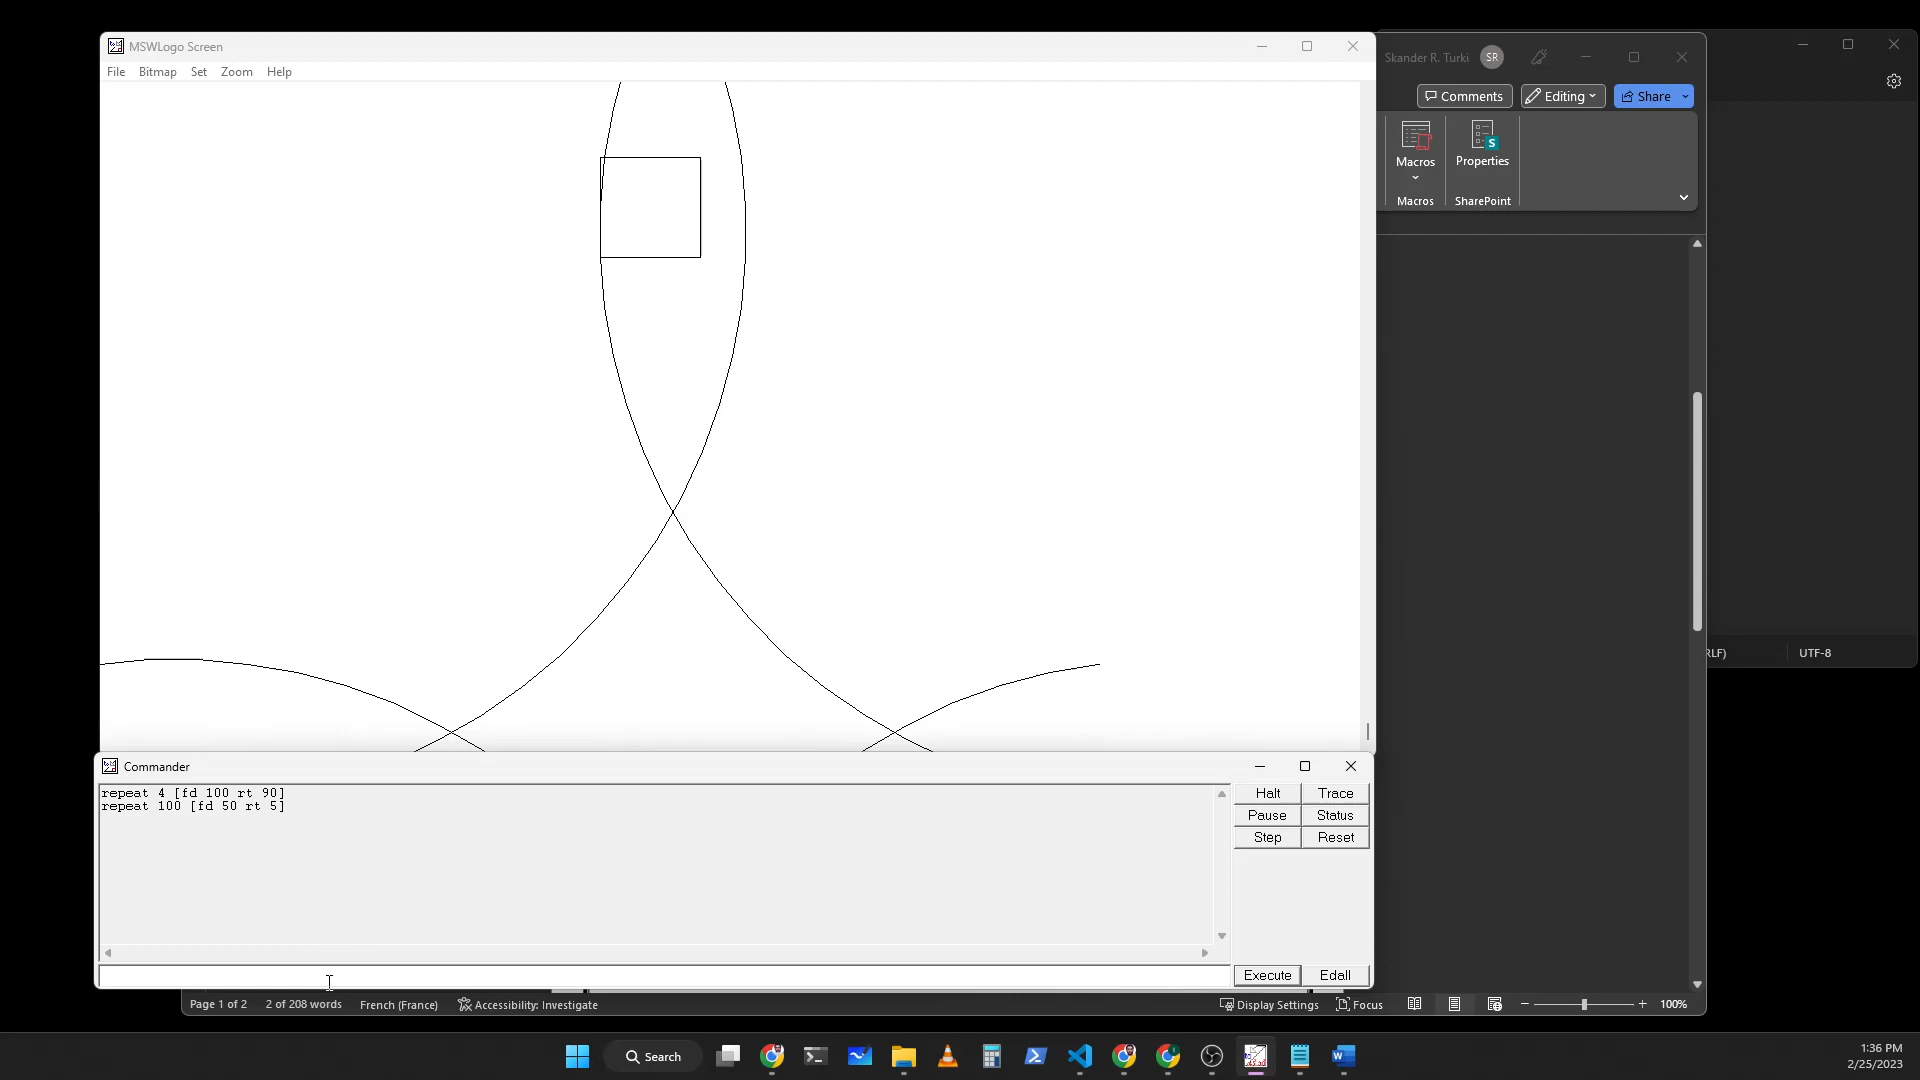 MSWLogo Screen
File Bitmap Set Zoom Help
Skander R. Turki SR
Comments Editing Share
Macros Properties
Macros SharePoint
RLF) UTF-8
Commander
repeat 4 [fd 100 rt 90]
repeat 100 [fd 50 rt 5]
Halt Trace
Pause Status
Step Reset
Execute Edall
Page 1 of 2 2 of 208 words French (France) Accessibility: Investigate Display Settings Focus 100%
Search
1:36 PM
2/25/2023